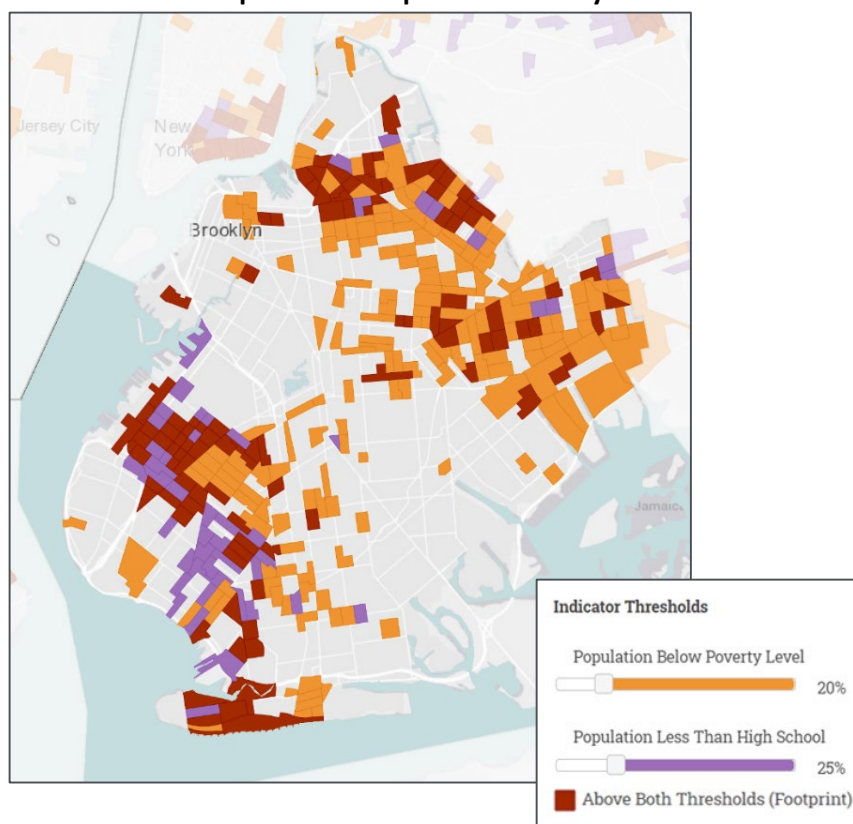 Jersey City
New
York
Brooklyn
Jamaica
Indicator Thresholds
Population Below Poverty Level
20%
Population Less Than High School
25%
Above Both Thresholds (Footprint)